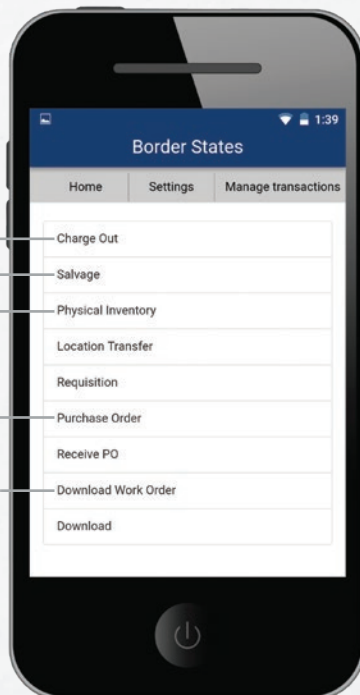 1:39
Border States
Home Settings Manage transactions
Charge Out
Salvage
Physical Inventory
Location Transfer
Requisition
Purchase Order
Receive PO
Download Work Order
Download